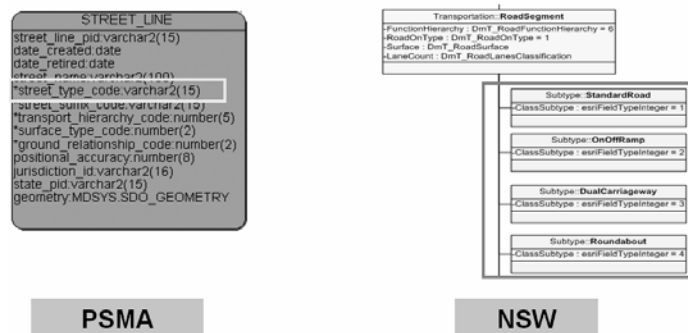 STREET_LINE
street_line_pid:varchar2(15)
date_created:date
date_retired:date
street_name:varchar2(100)
*street_type_code:varchar2(15)
*street_suffix_code:varchar2(15)
*transport_hierarchy_code:number(5)
*surface_type_code:number(2)
*ground_relationship_code:number(2)
positional_accuracy:number(8)
jurisdiction_id:varchar2(16)
state_pid:varchar2(15)
geometry:MDSYS.SDO_GEOMETRY
PSMA
Transportation::RoadSegment
-FunctionHierarchy : DmT_RoadFunctionHierarchy = 6
-RoadOnType : DmT_RoadOnType = 1
-Surface : DmT_RoadSurface
-LaneCount : DmT_RoadLanesClassification
Subtype::StandardRoad
-ClassSubtype : esriFieldTypeInteger = 1
Subtype::OnOffRamp
-ClassSubtype : esriFieldTypeInteger = 2
Subtype::DualCarriageway
-ClassSubtype : esriFieldTypeInteger = 3
Subtype::Roundabout
-ClassSubtype : esriFieldTypeInteger = 4
NSW